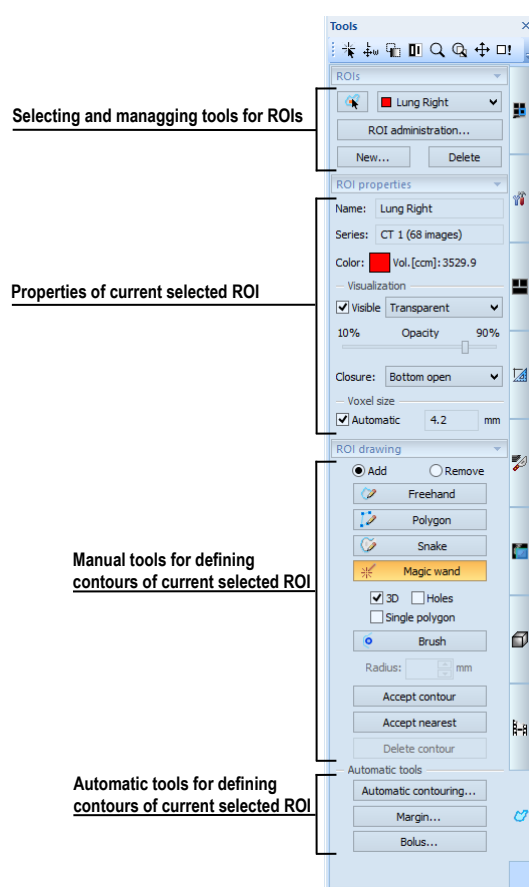 Tools
ROIs
Selecting and managging tools for ROIs
Lung Right
ROI administration...
New... Delete
ROI properties
Name: Lung Right
Series: CT 1 (68 images)
Color: Vol.[ccm]: 3529.9
Properties of current selected ROI
Visualization
Visible Transparent
10% Opacity 90%
Closure: Bottom open
Voxel size
Automatic 4.2 mm
ROI drawing
Add Remove
Freehand
Polygon
Snake
Manual tools for defining
contours of current selected ROI
Magic wand
3D Holes
Single polygon
Brush
Radius: mm
Accept contour
Accept nearest
Delete contour
Automatic tools
Automatic tools for defining
contours of current selected ROI
Automatic contouring...
Margin...
Bolus...